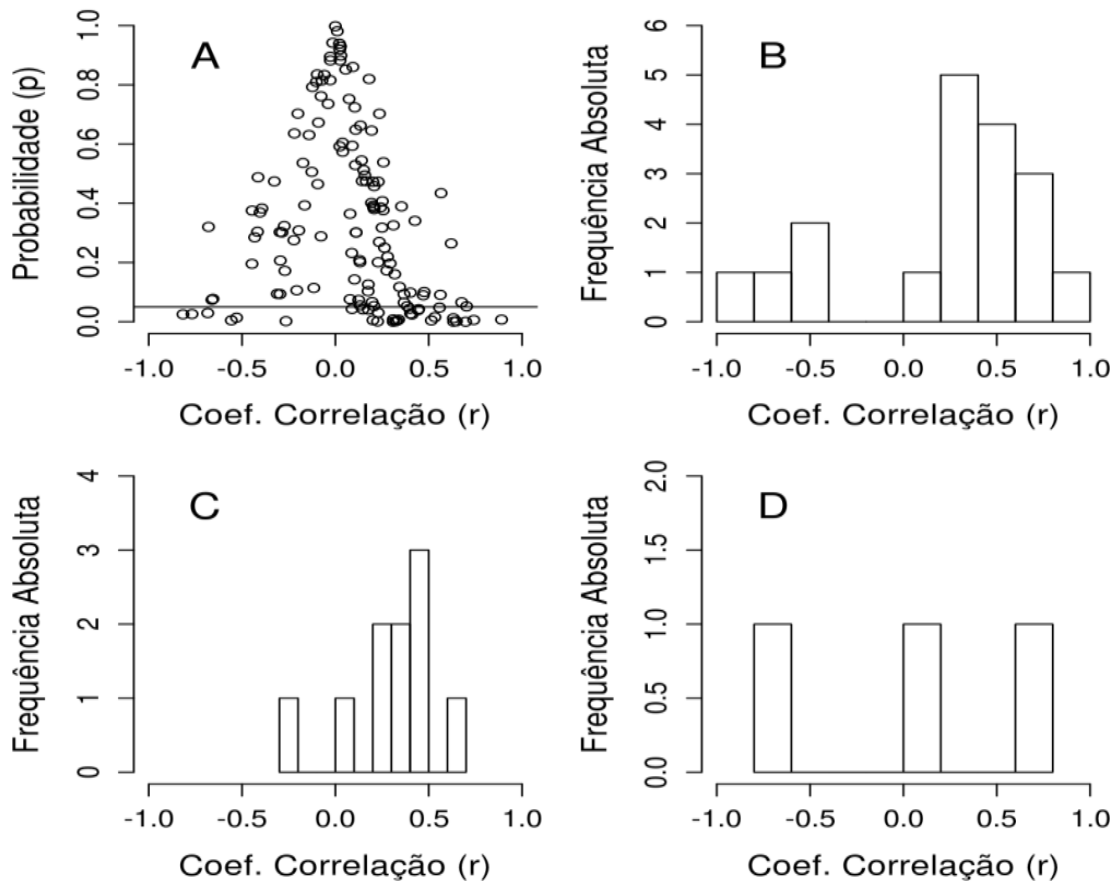 A
Probabilidade (p)
1.0
0.8
0.6
0.4
0.2
0.0
-1.0 -0.5 0.0 0.5 1.0
Coef. Correlação (r)
B
Frequência Absoluta
6
5
4
3
2
1
0
-1.0 -0.5 0.0 0.5 1.0
Coef. Correlação (r)
C
Frequência Absoluta
4
3
2
1
0
-1.0 -0.5 0.0 0.5 1.0
Coef. Correlação (r)
D
Frequência Absoluta
2.0
1.5
1.0
0.5
0.0
-1.0 -0.5 0.0 0.5 1.0
Coef. Correlação (r)